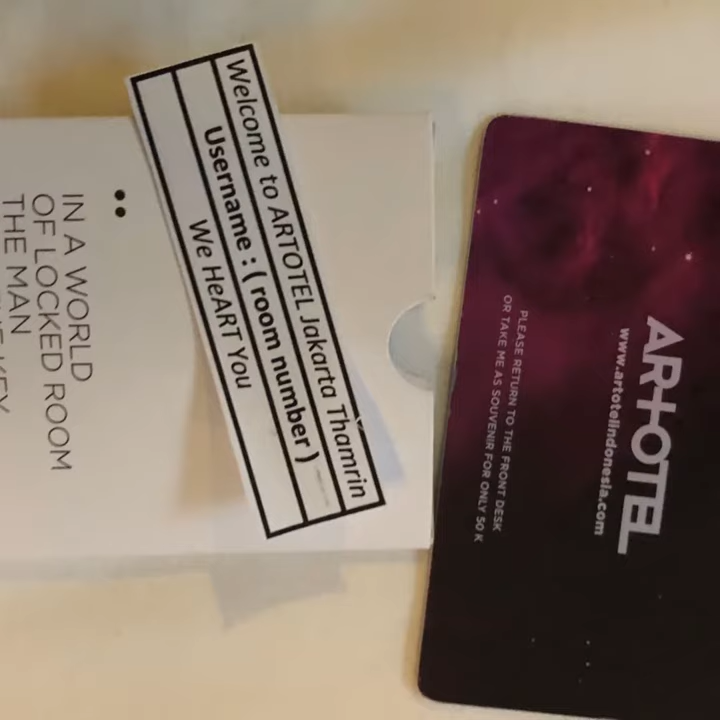 Welcome to ARTOTEL Jakarta Thamrin
Username : ( room number )
We HeART You
IN A WORLD
OF LOCKED ROOM
THE MAN
KEY
ARTOTEL
www.artotelindonesia.com
PLEASE RETURN TO THE FRONT DESK
OR TAKE ME AS SOUVENIR FOR ONLY 50 K